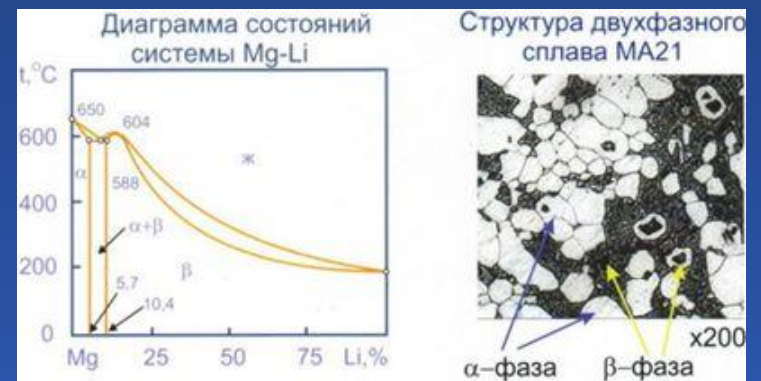 Диаграмма состояний
системы Mg-Li
t,°C
650
604
600
ж
α
588
400
α+β
200
β
5,7
10,4
0
Mg 25 50 75 Li,%
Структура двухфазного
сплава МА21
x200
α–фаза β–фаза